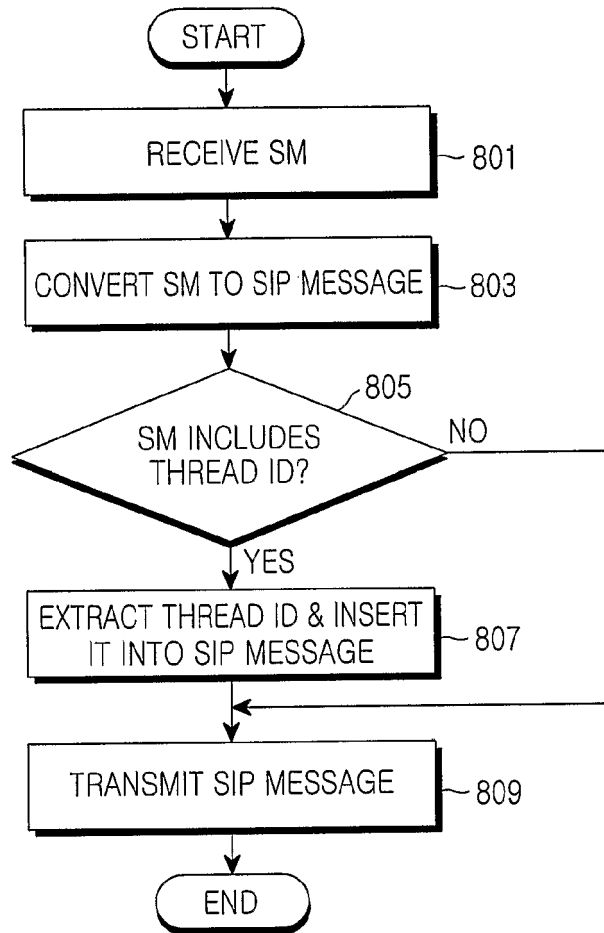 START
RECEIVE SM
801
CONVERT SM TO SIP MESSAGE
803
805
SM INCLUDES
THREAD ID?
NO
YES
EXTRACT THREAD ID & INSERT
IT INTO SIP MESSAGE
807
TRANSMIT SIP MESSAGE
809
END